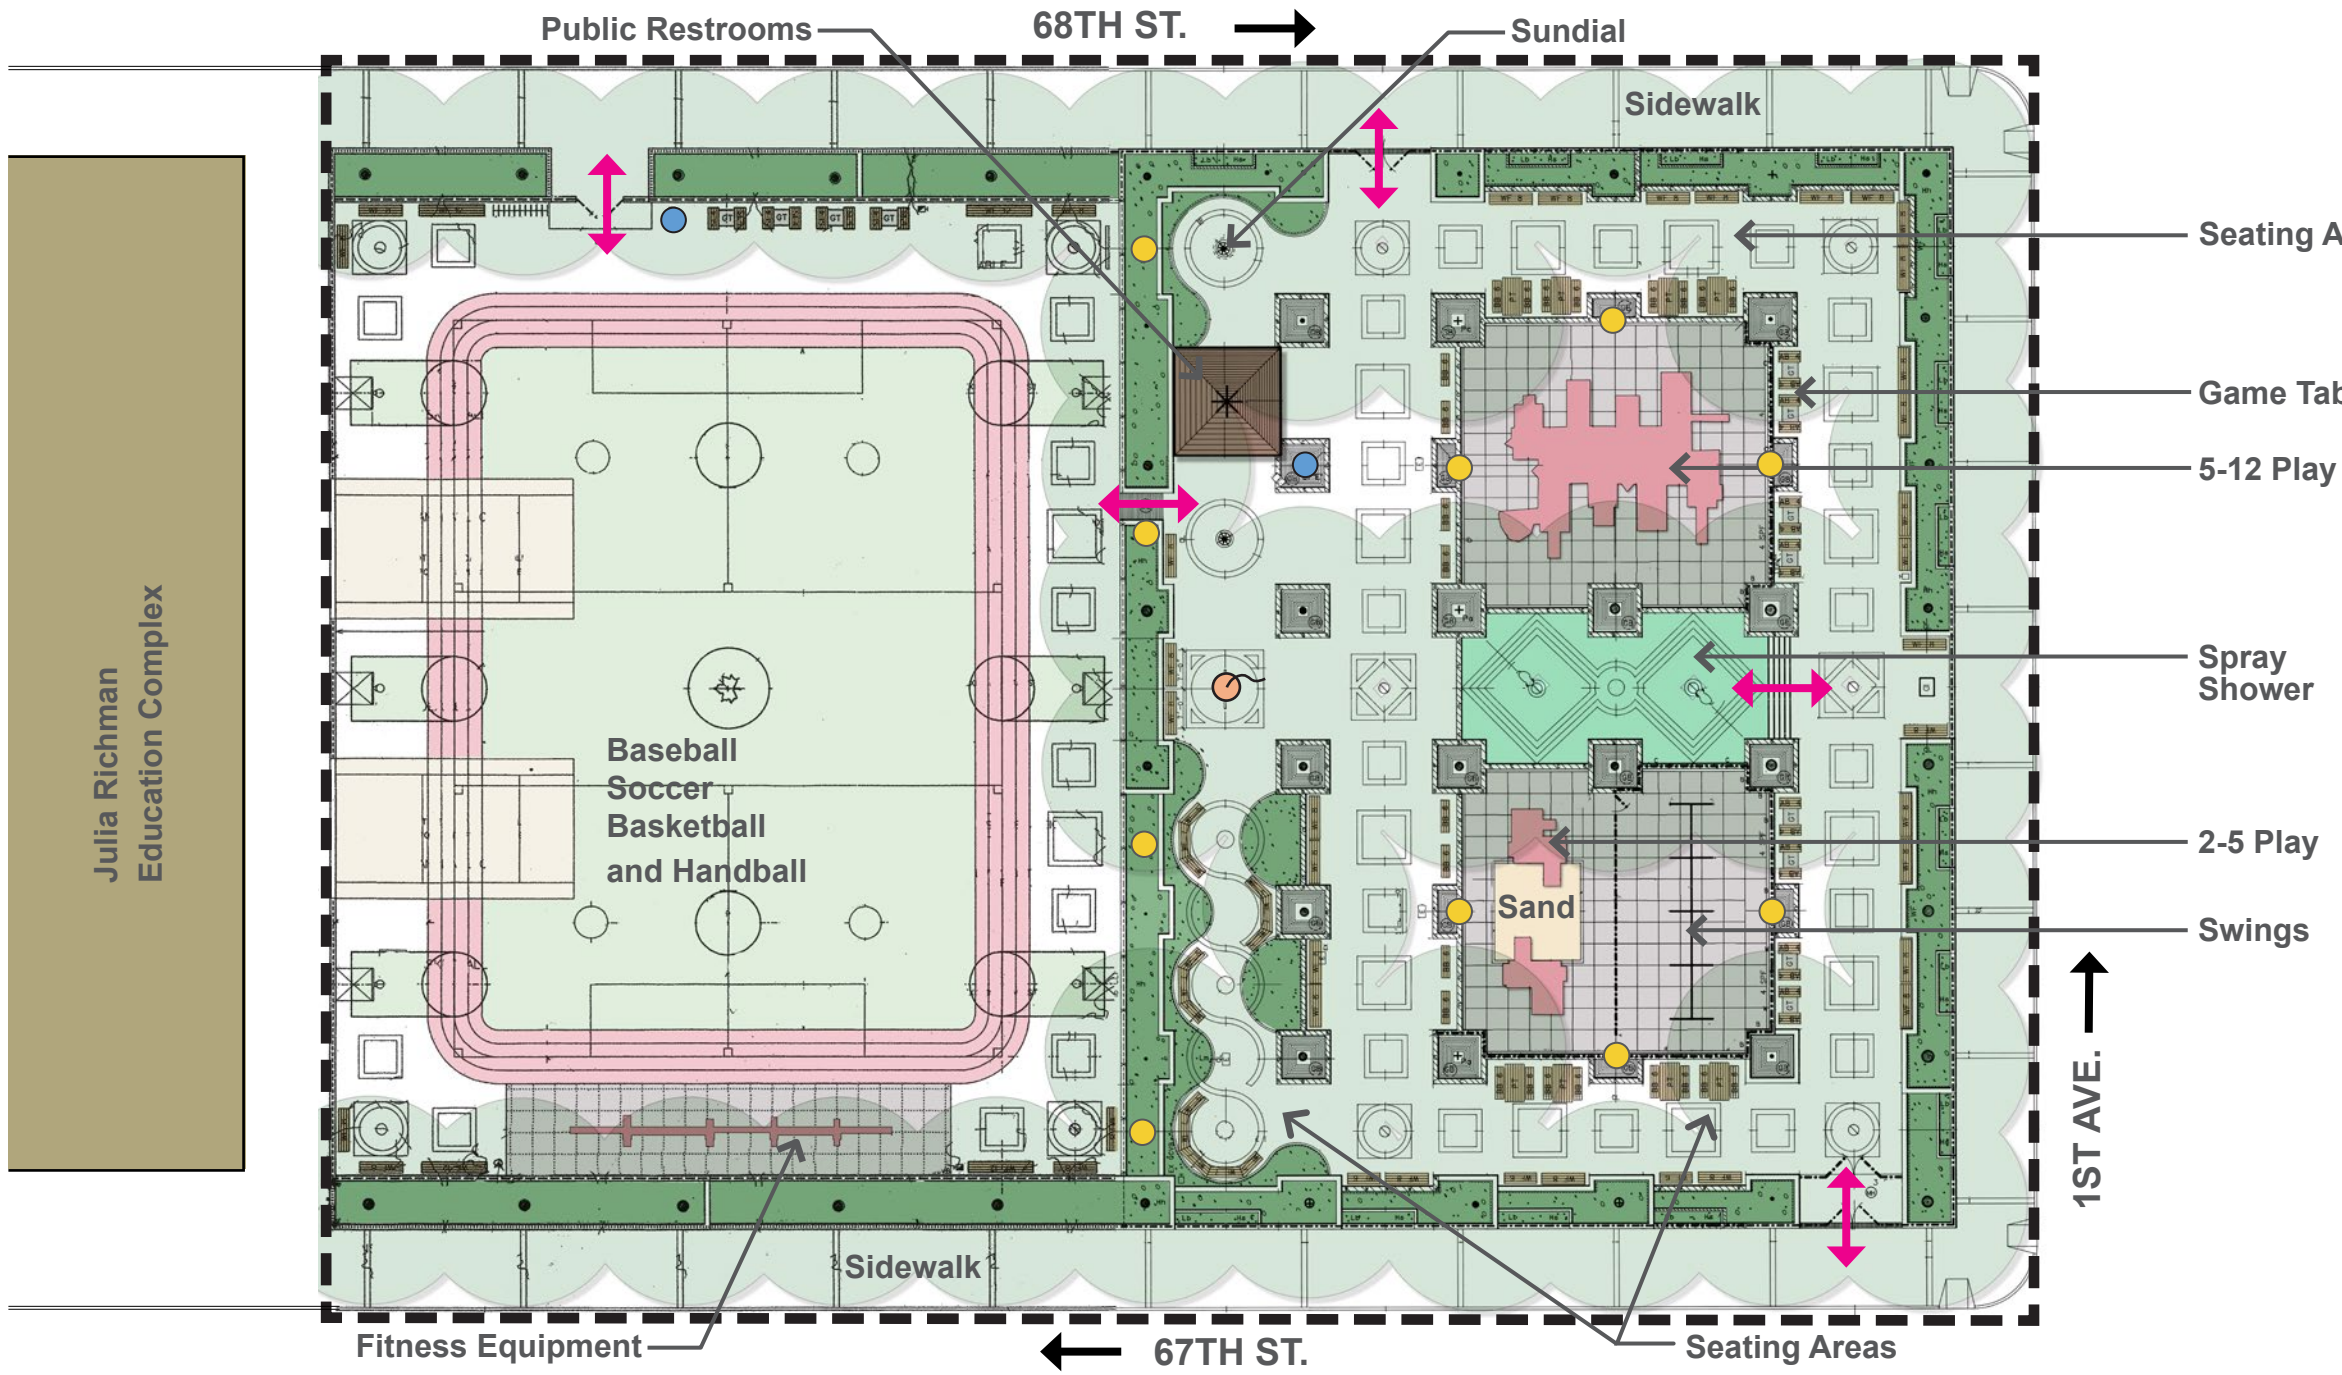 Public Restrooms
68TH ST.
Sundial
Sidewalk
Seating A
Game Tab
5-12 Play
Spray
Shower
2-5 Play
Swings
Julia Richman
Education Complex
Baseball
Soccer
Basketball
and Handball
Sand
1ST AVE.
Sidewalk
Fitness Equipment
67TH ST.
Seating Areas